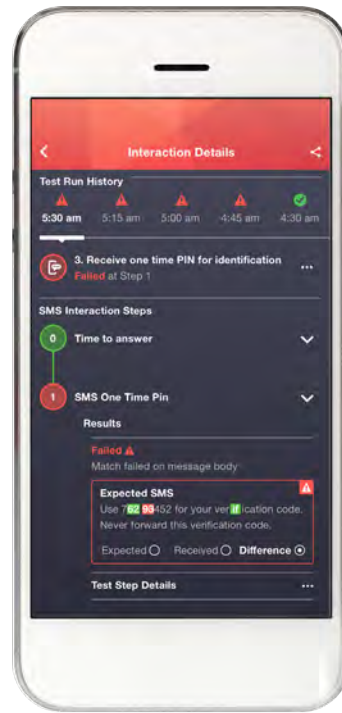 Interaction Details
Test Run History
5:30 am 5:15 am 5:00 am 4:45 am 4:30 am
3. Receive one time PIN for identification
Failed at Step 1
SMS Interaction Steps
0 Time to answer
1 SMS One Time Pin
Results
Failed
Match failed on message body
Expected SMS
Use 76293452 for your verification code.
Never forward this verification code.
Expected Received Difference
Test Step Details